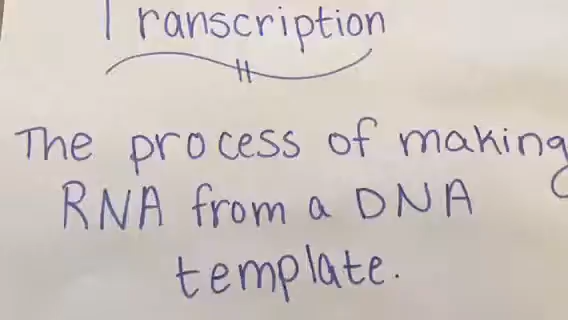 Transcription
The process of making
RNA from a DNA
template.